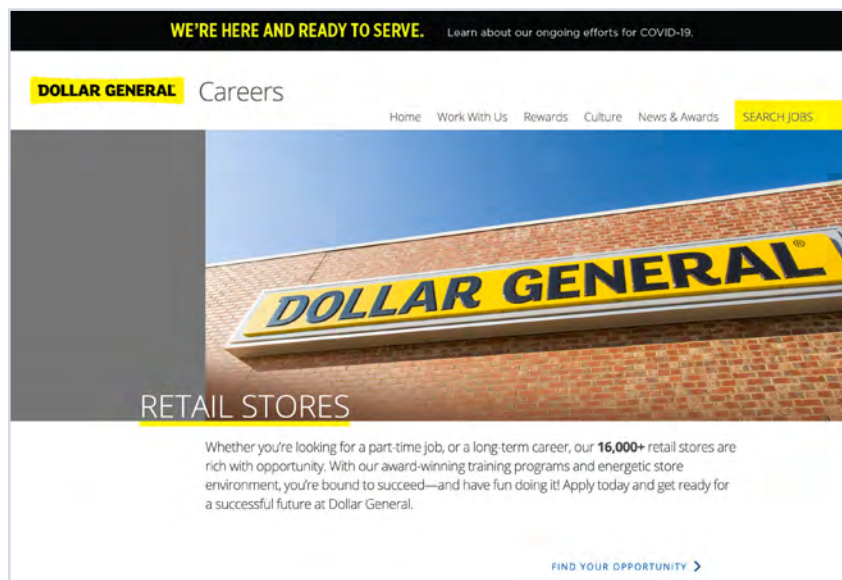 WE'RE HERE AND READY TO SERVE. Learn about our ongoing efforts for COVID-19.
DOLLAR GENERAL Careers
Home Work With Us Rewards Culture News & Awards SEARCH JOBS
DOLLAR GENERAL®
RETAIL STORES
Whether you're looking for a part-time job, or a long-term career, our 16,000+ retail stores are
rich with opportunity. With our award-winning training programs and energetic store
environment, you're bound to succeed—and have fun doing it! Apply today and get ready for
a successful future at Dollar General.
FIND YOUR OPPORTUNITY